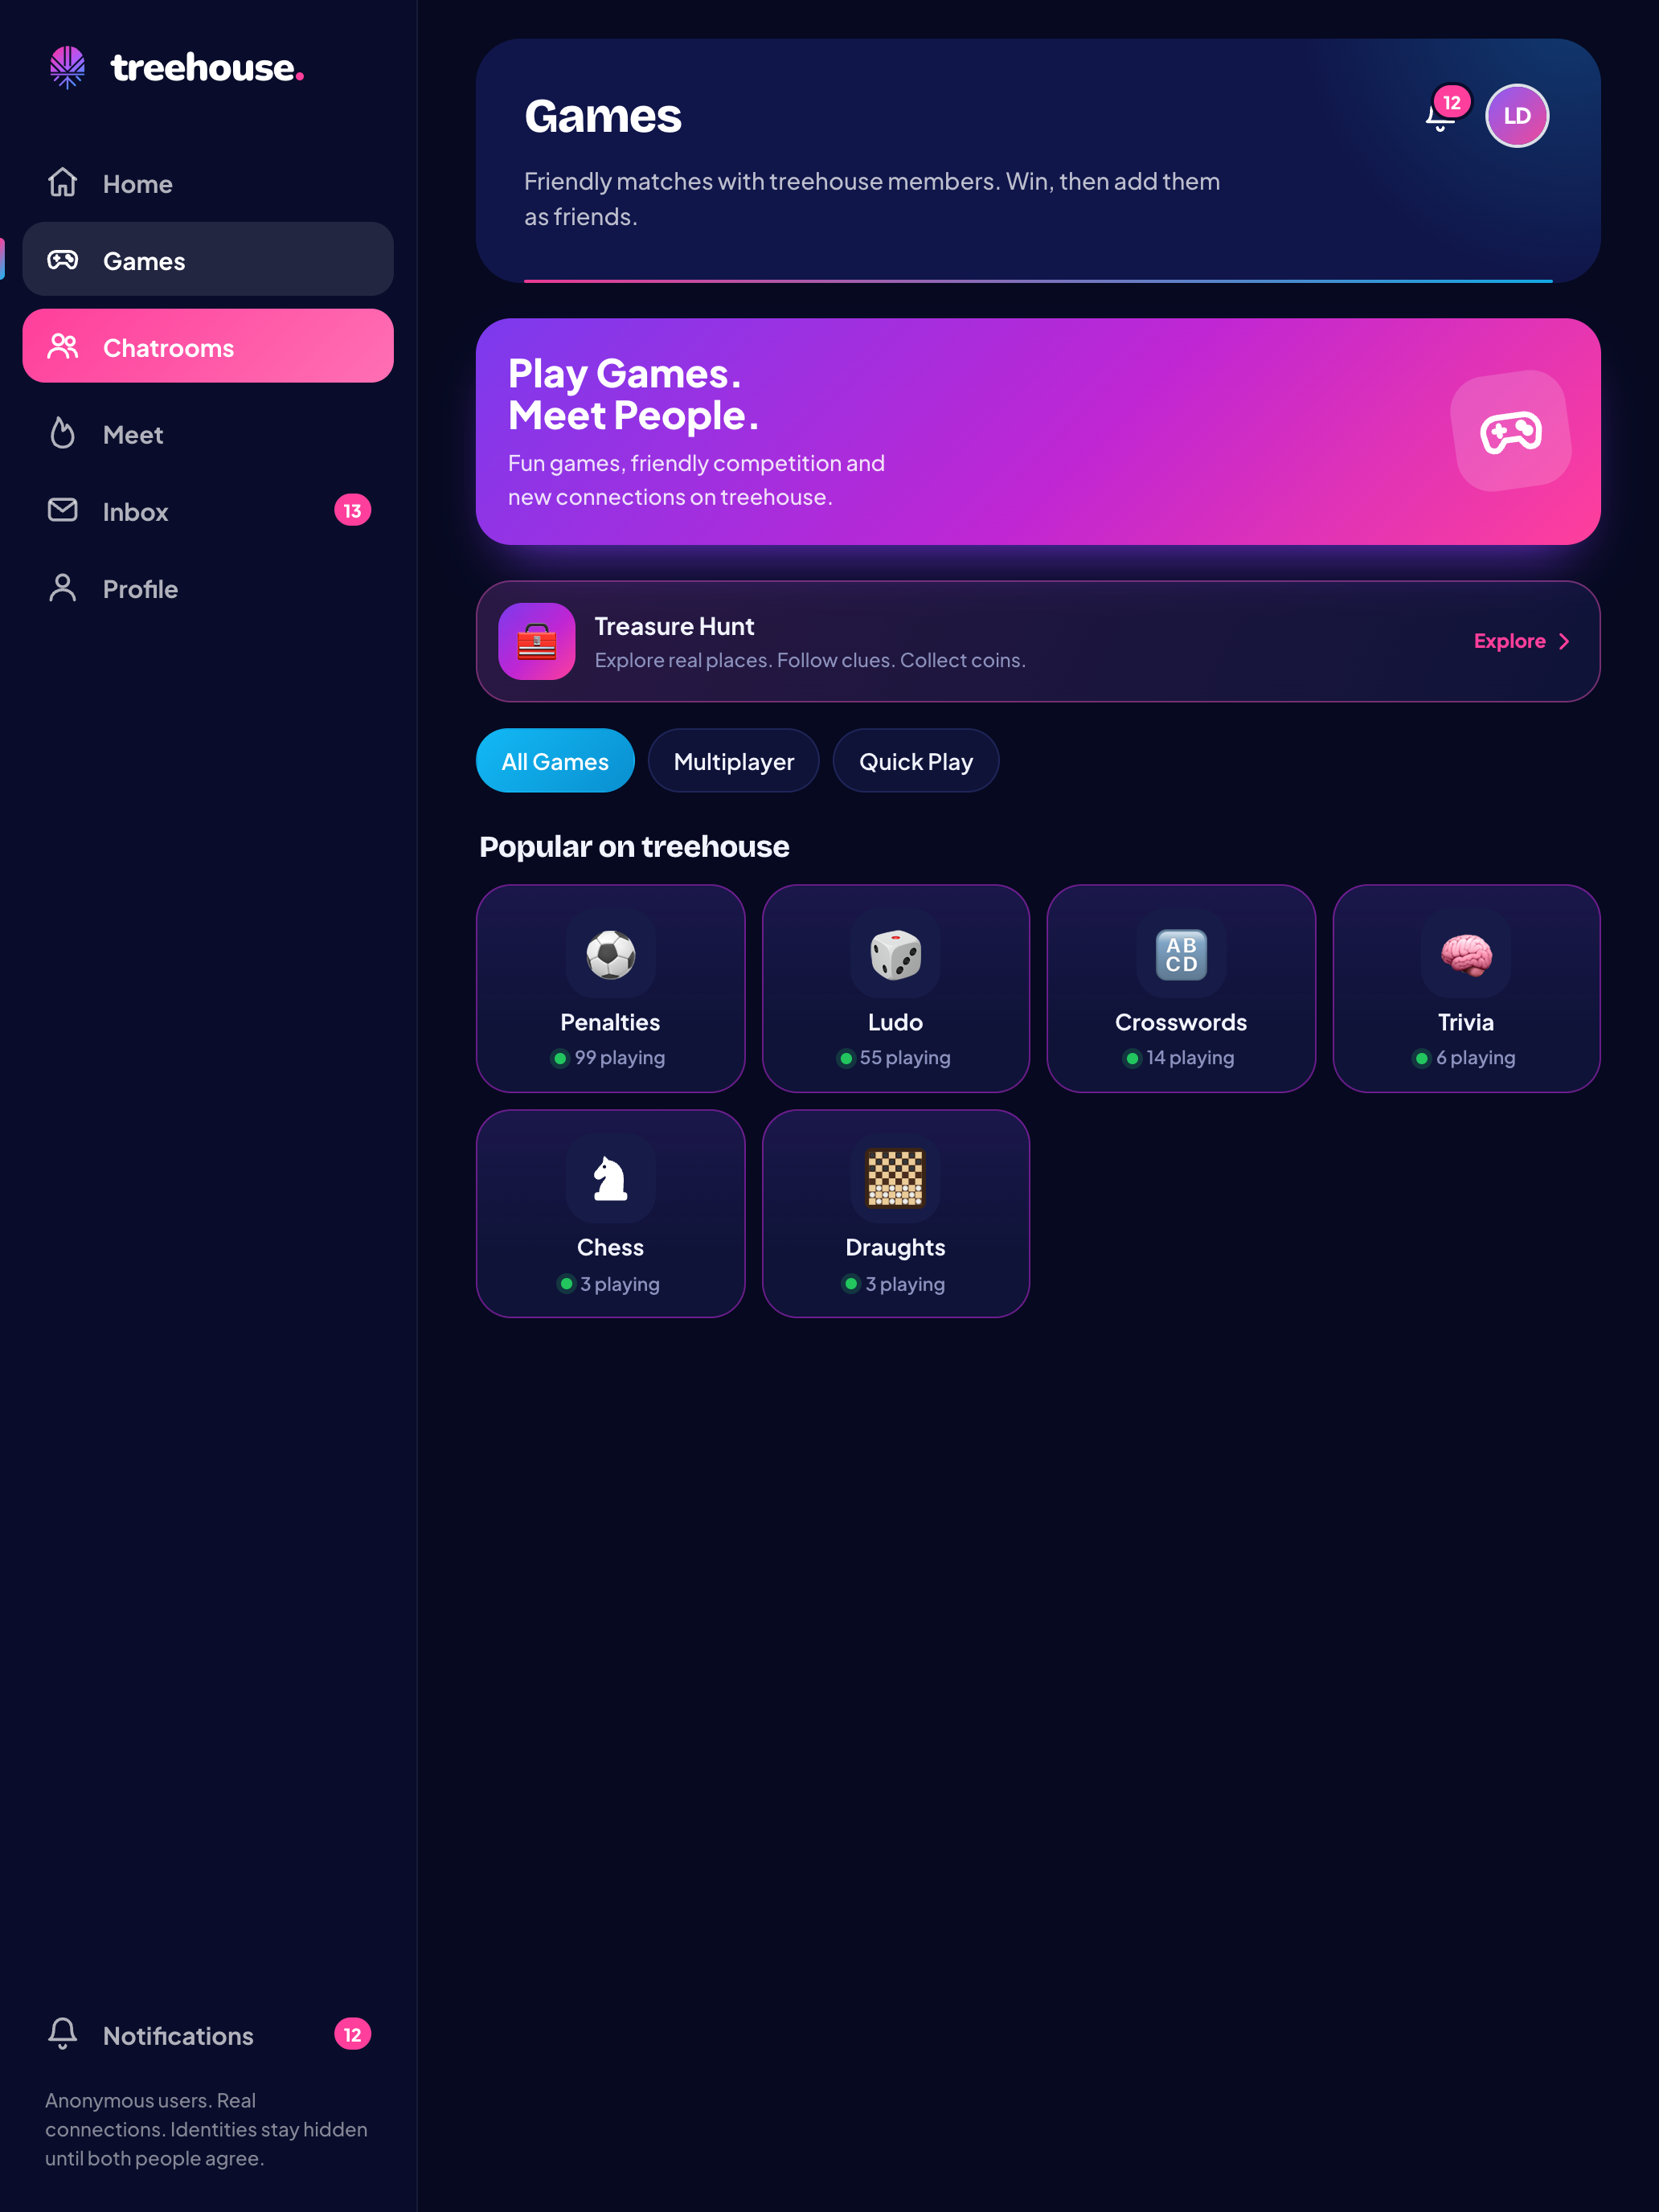 treehouse.
Home
Games
Chatrooms
Meet
Inbox
13
Profile
Notifications
12
Anonymous users. Real
connections. Identities stay hidden
until both people agree.
Games
12
LD
Friendly matches with treehouse members. Win, then add them
as friends.
Play Games.
Meet People.
Fun games, friendly competition and
new connections on treehouse.
Treasure Hunt
Explore real places. Follow clues. Collect coins.
Explore
All Games
Multiplayer
Quick Play
Popular on treehouse
Penalties
99 playing
Ludo
55 playing
AB
CD
Crosswords
14 playing
Trivia
6 playing
Chess
3 playing
Draughts
3 playing